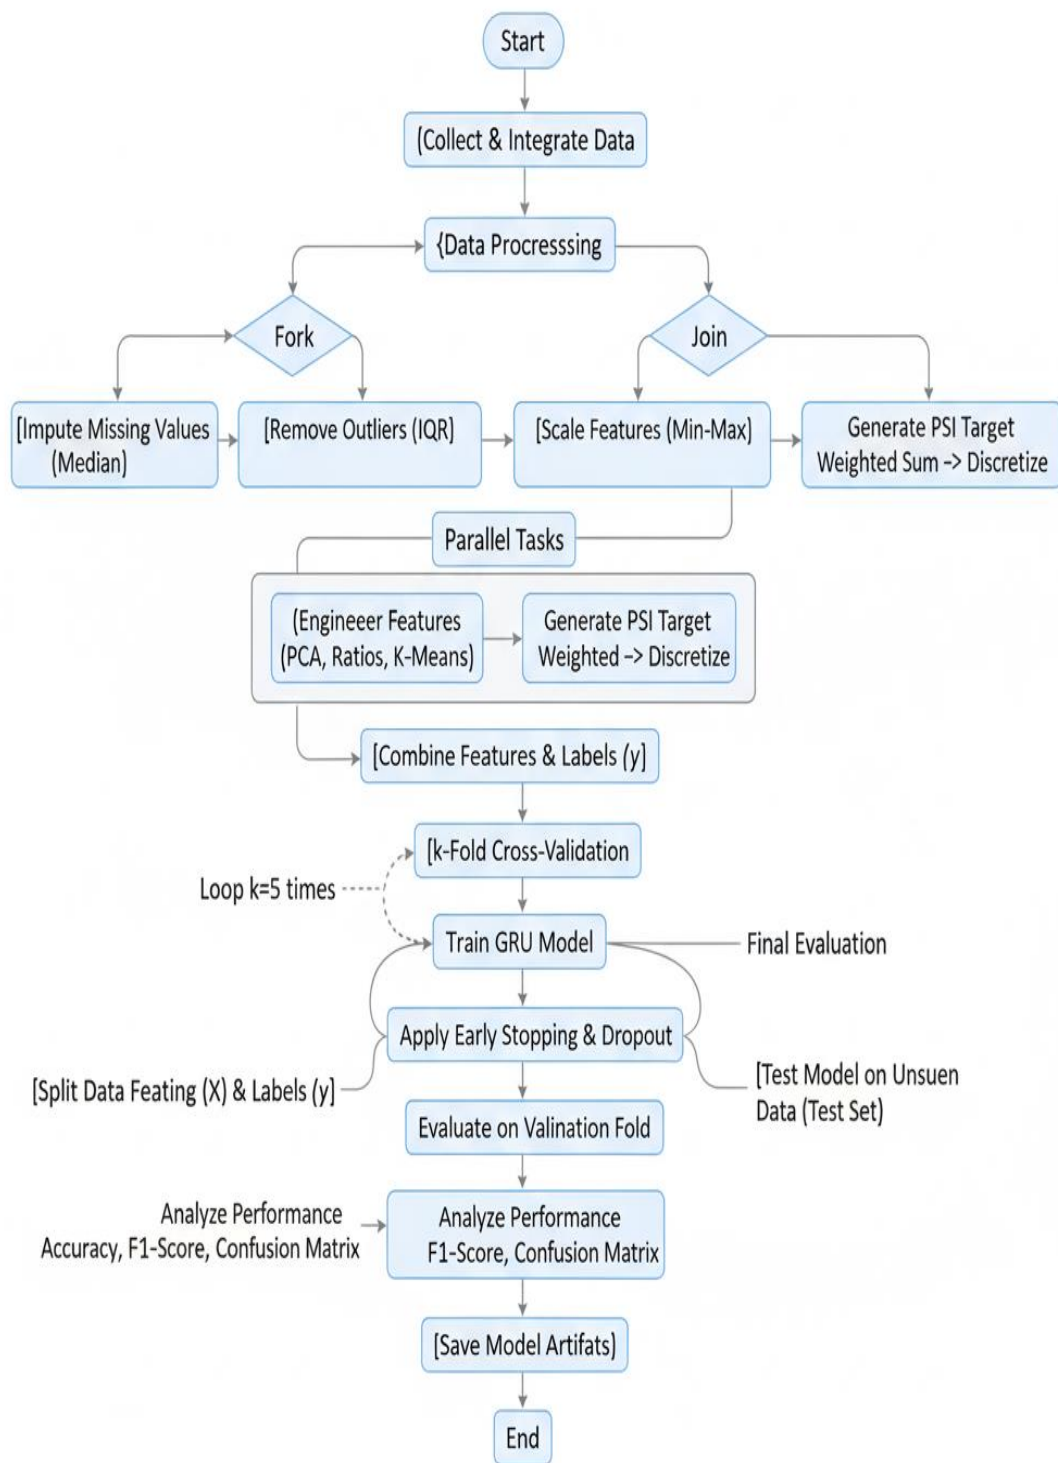 Start
(Collect & Integrate Data
{Data Procresssing
Fork
Join
[Impute Missing Values
(Median)
[Remove Outliers (IQR)
[Scale Features (Min-Max)
Generate PSI Target
Weighted Sum -> Discretize
Parallel Tasks
(Engineeer Features
(PCA, Ratios, K-Means)
Generate PSI Target
Weighted -> Discretize
[Combine Features & Labels (y]
[k-Fold Cross-Validation
Loop k=5 times
Train GRU Model
Final Evaluation
Apply Early Stopping & Dropout
[Split Data Feating (X) & Labels (y]
[Test Model on Unsuen
Data (Test Set)
Evaluate on Valination Fold
Analyze Performance
Accuracy, F1-Score, Confusion Matrix
Analyze Performance
F1-Score, Confusion Matrix
[Save Model Artifats)
End